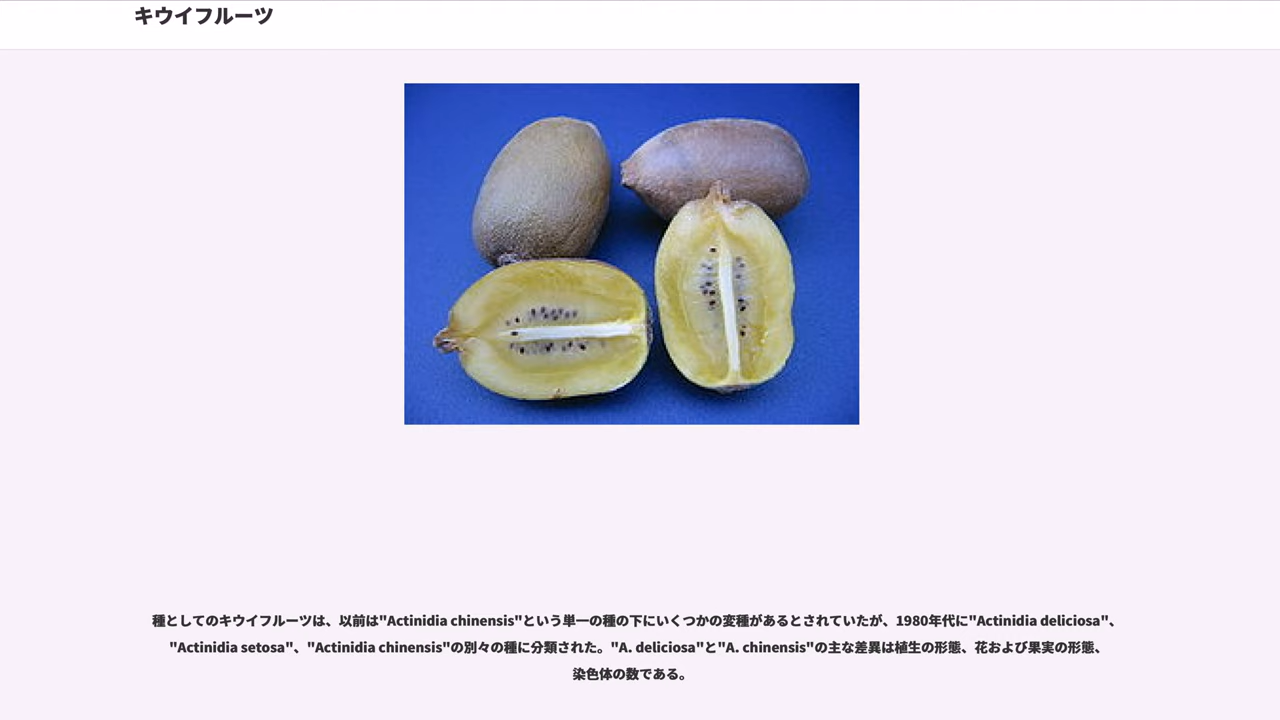 キウイフルーツ
種としてのキウイフルーツは、以前は"Actinidia chinensis"という単一の種の下にいくつかの変種があるとされていたが、1980年代に"Actinidia deliciosa"、
"Actinidia setosa"、"Actinidia chinensis"の別々の種に分類された。"A. deliciosa"と"A. chinensis"の主な差異は植生の形態、花および果実の形態、
染色体の数である。